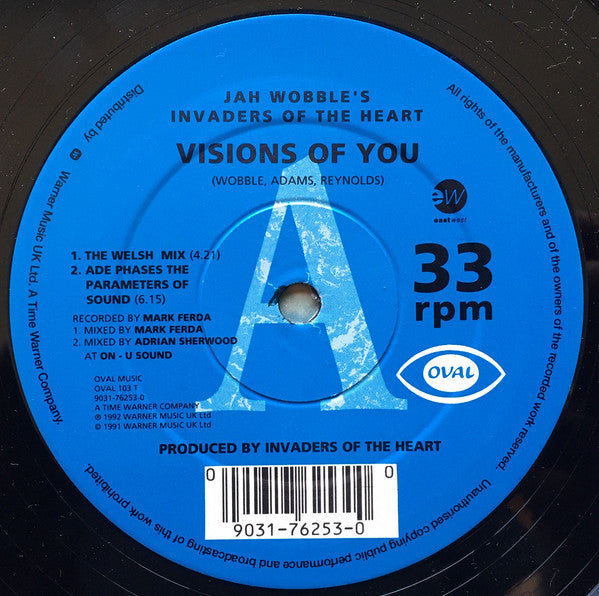 JAH WOBBLE'S
INVADERS OF THE HEART
VISIONS OF YOU
(WOBBLE, ADAMS, REYNOLDS)
A
ew
eastwest
1. THE WELSH MIX (4.21)
2. ADE PHASES THE
PARAMETERS OF
SOUND (6.15)
RECORDED BY MARK FERDA
1. MIXED BY MARK FERDA
2. MIXED BY ADRIAN SHERWOOD
AT ON - U SOUND
33
rpm
OVAL
OVAL MUSIC
OVAL 103 T
9031-76253-0
A TIME WARNER COMPANY
℗ 1992 WARNER MUSIC UK Ltd
© 1991 WARNER MUSIC UK Ltd
PRODUCED BY INVADERS OF THE HEART
0 0
9031-76253-0
All rights of the manufacturers and of the owners of the recorded work reserved.
Unauthorised copying public performance and broadcasting of this work prohibited.
Distributed by Warner Music UK Ltd. A Time Warner Company.